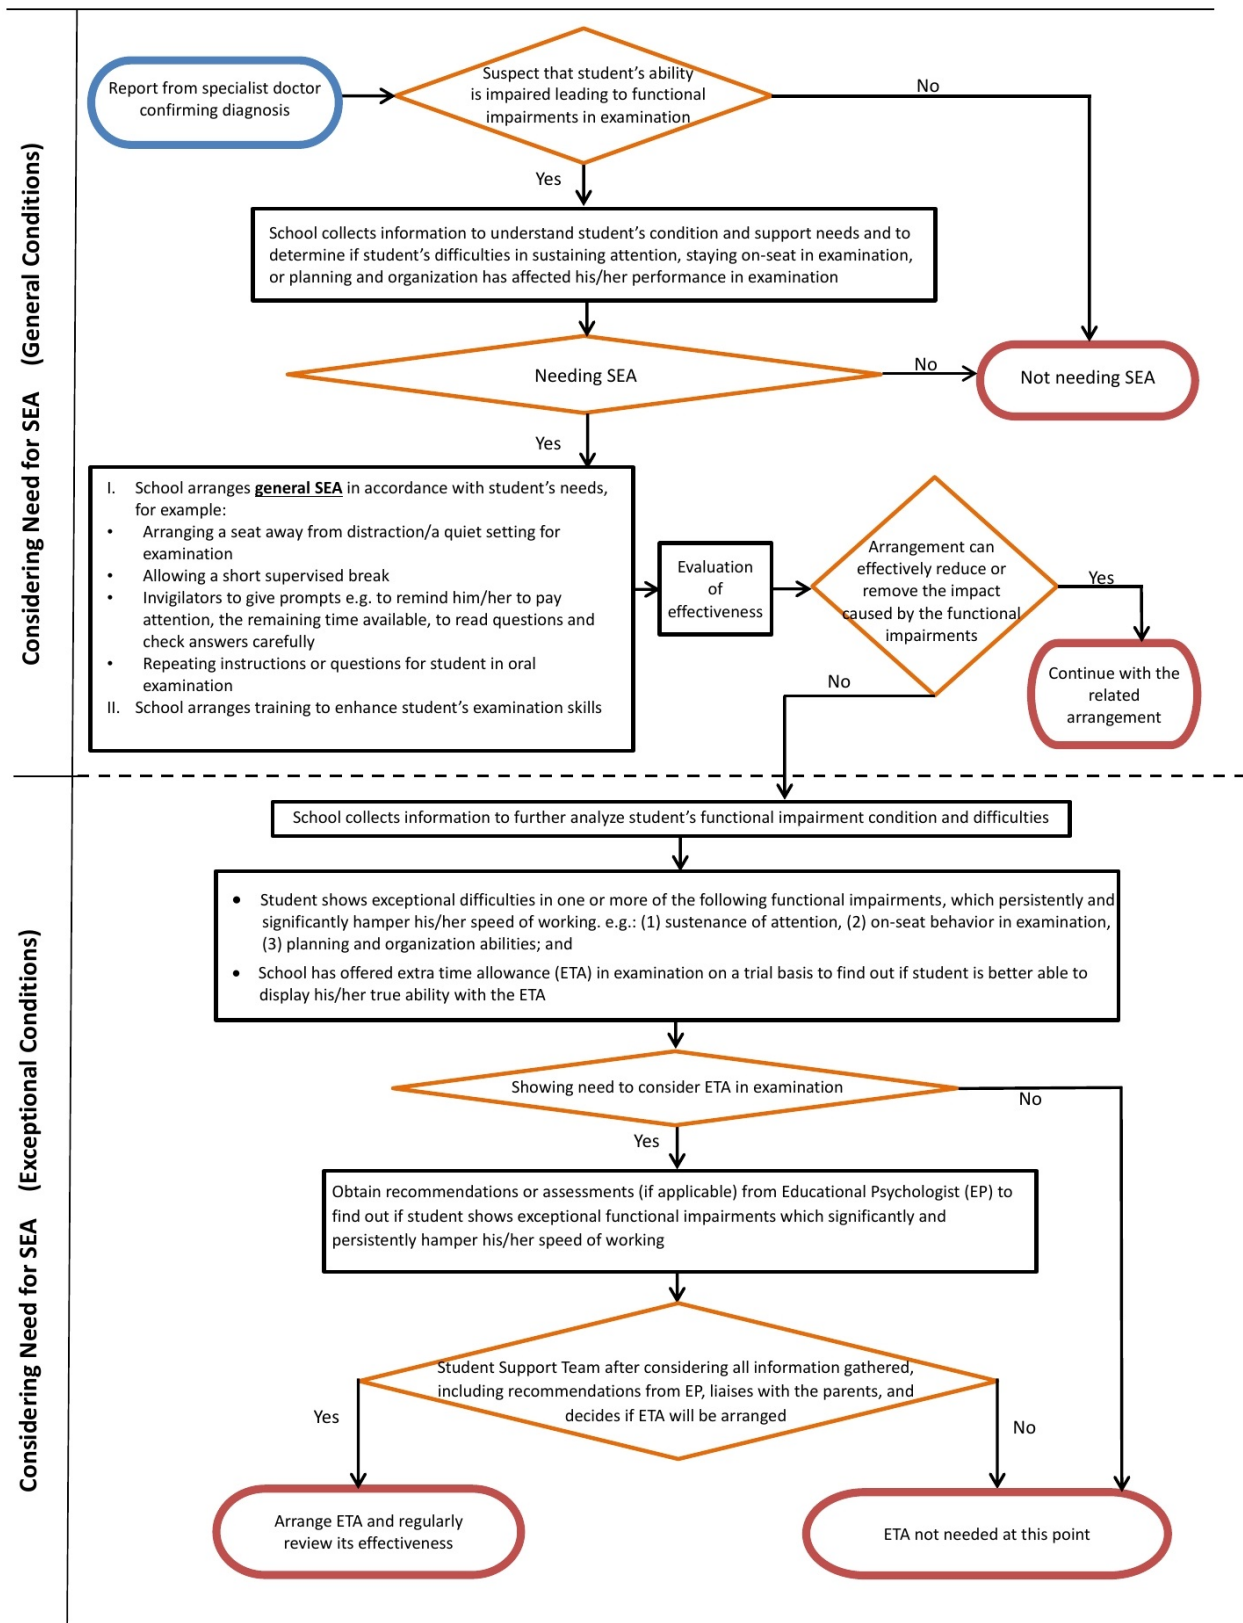 Considering Need for SEA (General Conditions)
Report from specialist doctor
confirming diagnosis
Suspect that student’s ability
is impaired leading to functional
impairments in examination
No
Yes
School collects information to understand student’s condition and support needs and to
determine if student’s difficulties in sustaining attention, staying on-seat in examination,
or planning and organization has affected his/her performance in examination
Needing SEA
No
Not needing SEA
Yes
I. School arranges general SEA in accordance with student’s needs,
for example:
• Arranging a seat away from distraction/a quiet setting for
examination
• Allowing a short supervised break
• Invigilators to give prompts e.g. to remind him/her to pay
attention, the remaining time available, to read questions and
check answers carefully
• Repeating instructions or questions for student in oral
examination
II. School arranges training to enhance student’s examination skills
Evaluation
of
effectiveness
Arrangement can
effectively reduce or
remove the impact
caused by the functional
impairments
Yes
Continue with the
related
arrangement
No
Considering Need for SEA (Exceptional Conditions)
School collects information to further analyze student’s functional impairment condition and difficulties
• Student shows exceptional difficulties in one or more of the following functional impairments, which persistently and
significantly hamper his/her speed of working. e.g.: (1) sustenance of attention, (2) on-seat behavior in examination,
(3) planning and organization abilities; and
• School has offered extra time allowance (ETA) in examination on a trial basis to find out if student is better able to
display his/her true ability with the ETA
Showing need to consider ETA in examination
No
Yes
Obtain recommendations or assessments (if applicable) from Educational Psychologist (EP) to
find out if student shows exceptional functional impairments which significantly and
persistently hamper his/her speed of working
Student Support Team after considering all information gathered,
including recommendations from EP, liaises with the parents, and
decides if ETA will be arranged
Yes
No
Arrange ETA and regularly
review its effectiveness
ETA not needed at this point